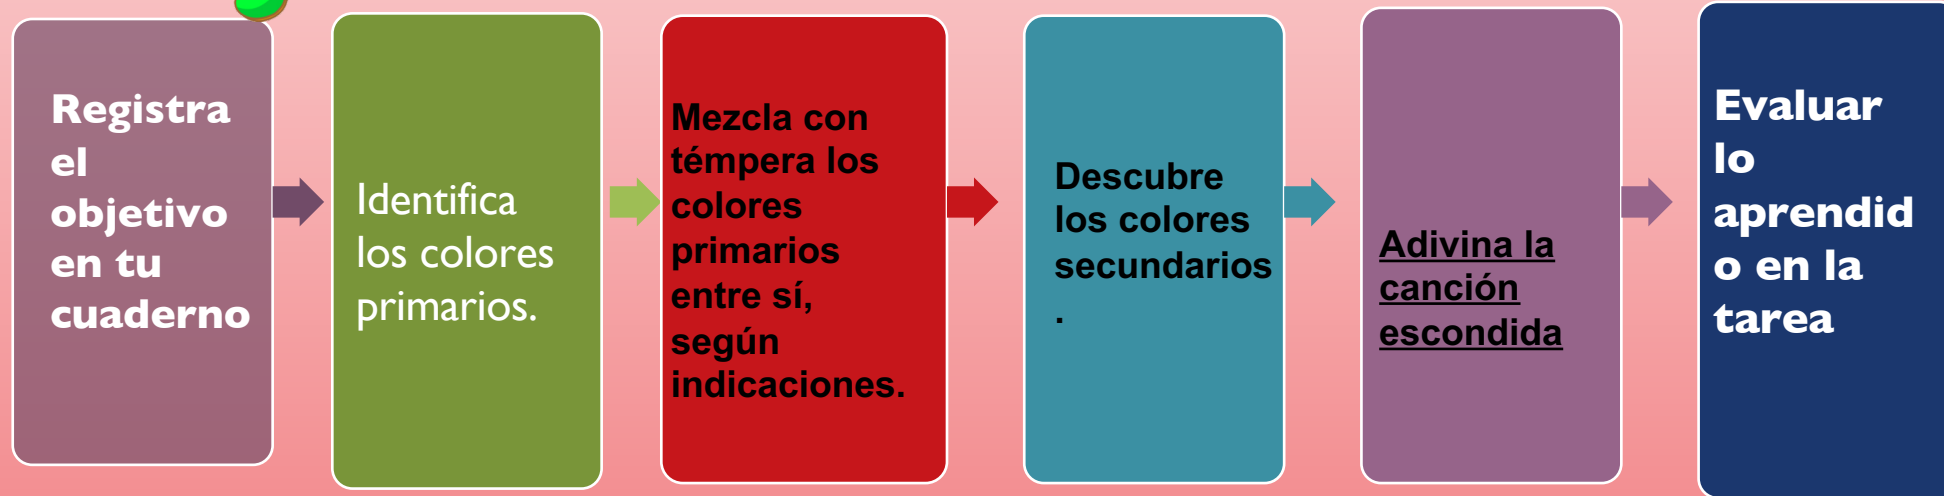 Registra
el
objetivo
en tu
cuaderno
Identifica
los colores
primarios.
Mezcla con
témpera los
colores
primarios
entre sí,
según
indicaciones.
Descubre
los colores
secundarios
.
Adivina la
canción
escondida
Evaluar
lo
aprendid
o en la
tarea